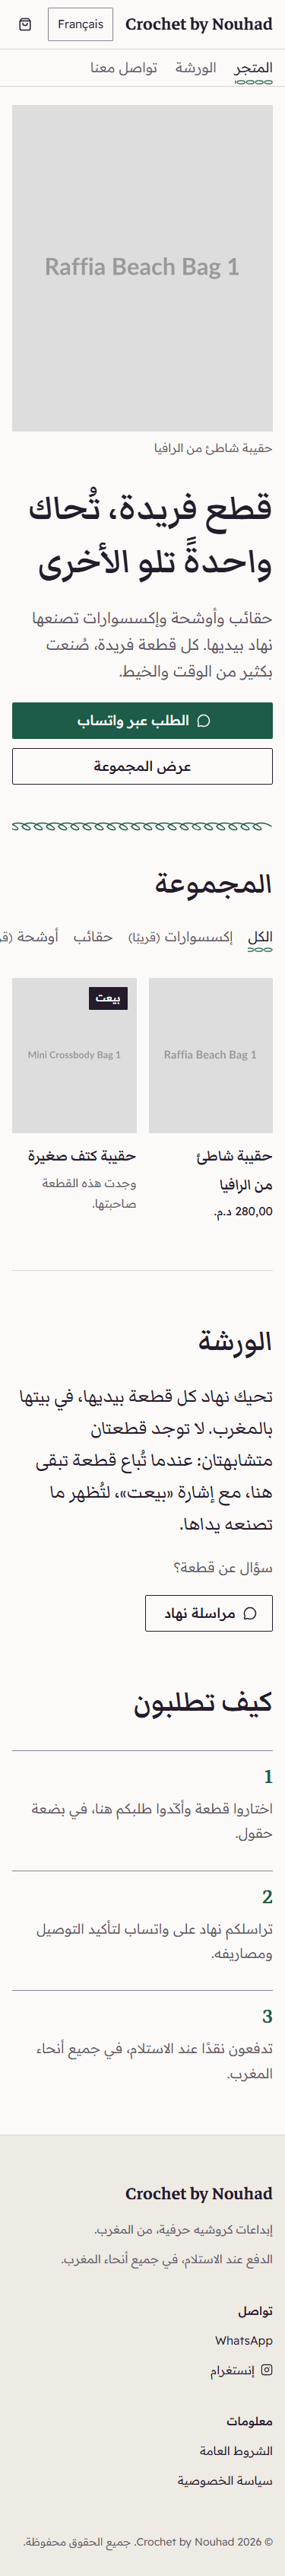 Crochet by Nouhad
Français
المتجر
الورشة
تواصل معنا
Raffia Beach Bag 1
حقيبة شاطئ من الرافيا
قطع فريدة، تُحاك
واحدةً تلو الأخرى
حقائب وأوشحة وإكسسوارات تصنعها
نهاد بيديها. كل قطعة فريدة، صُنعت
بكثير من الوقت والخيط.
الطلب عبر واتساب
عرض المجموعة
المجموعة
الكل
إكسسوارات (قريبًا)
حقائب
أوشحة
Raffia Beach Bag 1
حقيبة شاطئ
من الرافيا
280,00 د.م.
بيعت
Mini Crossbody Bag 1
حقيبة كتف صغيرة
وجدت هذه القطعة
صاحبتها.
الورشة
تحيك نهاد كل قطعة بيديها، في بيتها
بالمغرب. لا توجد قطعتان
متشابهتان: عندما تُباع قطعة تبقى
هنا، مع إشارة «بيعت»، لتُظهر ما
تصنعه يداها.
سؤال عن قطعة؟
مراسلة نهاد
كيف تطلبون
1
اختاروا قطعة وأكّدوا طلبكم هنا، في بضعة
حقول.
2
تراسلكم نهاد على واتساب لتأكيد التوصيل
ومصاريفه.
3
تدفعون نقدًا عند الاستلام، في جميع أنحاء
المغرب.
Crochet by Nouhad
إبداعات كروشيه حرفية، من المغرب.
الدفع عند الاستلام، في جميع أنحاء المغرب.
تواصل
WhatsApp
إنستغرام
معلومات
الشروط العامة
سياسة الخصوصية
© 2026 Crochet by Nouhad. جميع الحقوق محفوظة.